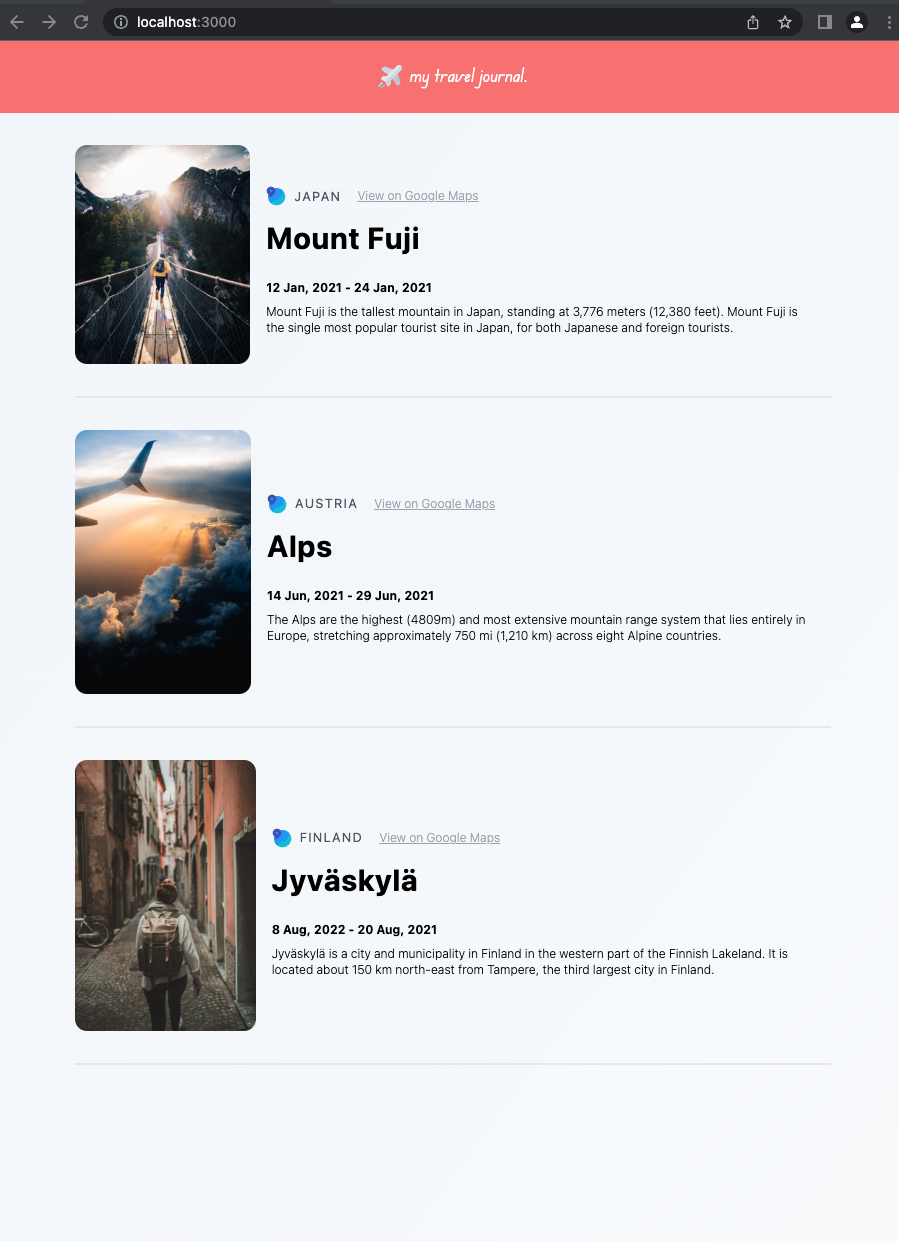 localhost:3000
my travel journal.
JAPAN View on Google Maps
Mount Fuji
12 Jan, 2021 - 24 Jan, 2021
Mount Fuji is the tallest mountain in Japan, standing at 3,776 meters (12,380 feet). Mount Fuji is
the single most popular tourist site in Japan, for both Japanese and foreign tourists.
AUSTRIA View on Google Maps
Alps
14 Jun, 2021 - 29 Jun, 2021
The Alps are the highest (4809m) and most extensive mountain range system that lies entirely in
Europe, stretching approximately 750 mi (1,210 km) across eight Alpine countries.
FINLAND View on Google Maps
Jyväskylä
8 Aug, 2022 - 20 Aug, 2021
Jyväskylä is a city and municipality in Finland in the western part of the Finnish Lakeland. It is
located about 150 km north-east from Tampere, the third largest city in Finland.